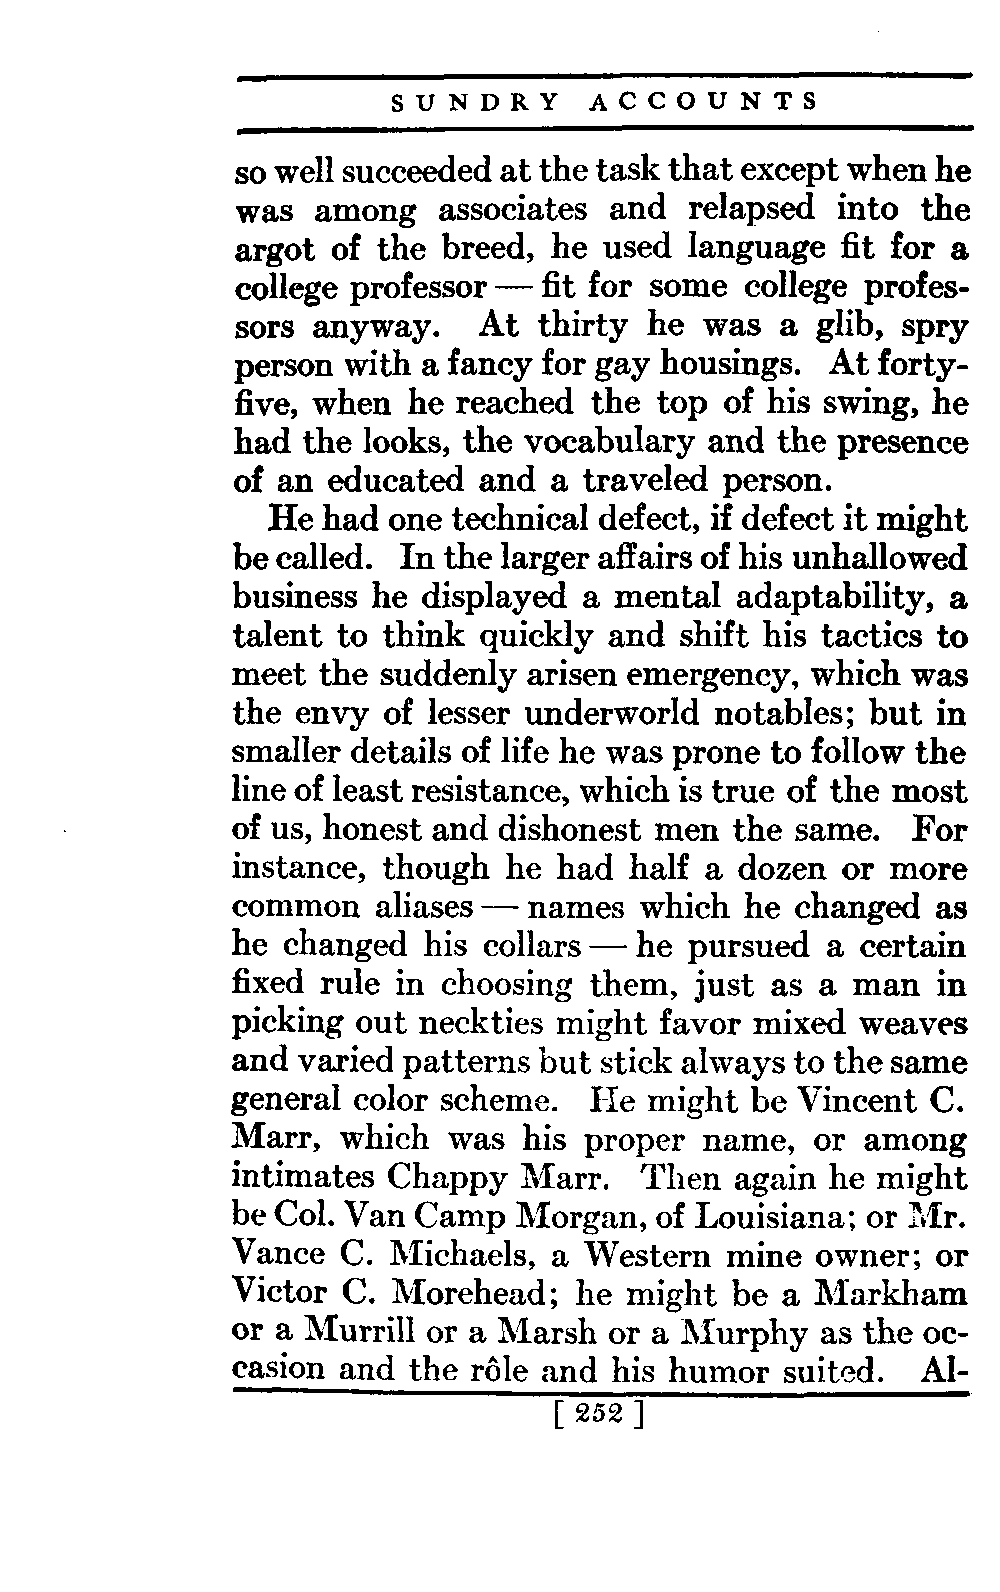 SUNDRY ACCOUNTS
so well succeeded at the task that except when he
was among associates and relapsed into the
argot of the breed, he used language fit for a
college professor — fit for some college profes-
sors anyway. At thirty he was a glib, spry
person with a fancy for gay housings. At forty-
five, when he reached the top of his swing, he
had the looks, the vocabulary and the presence
of an educated and a traveled person.
He had one technical defect, if defect it might
be called. In the larger affairs of his unhallowed
business he displayed a mental adaptability, a
talent to think quickly and shift his tactics to
meet the suddenly arisen emergency, which was
the envy of lesser underworld notables; but in
smaller details of life he was prone to follow the
line of least resistance, which is true of the most
of us, honest and dishonest men the same. For
instance, though he had half a dozen or more
common aliases — names which he changed as
he changed his collars — he pursued a certain
fixed rule in choosing them, just as a man in
picking out neckties might favor mixed weaves
and varied patterns but stick always to the same
general color scheme. He might be Vincent C.
Marr, which was his proper name, or among
intimates Chappy Marr. Then again he might
be Col. Van Camp Morgan, of Louisiana; or Mr.
Vance C. Michaels, a Western mine owner; or
Victor C. Morehead; he might be a Markham
or a Murrill or a Marsh or a Murphy as the oc-
casion and the rôle and his humor suited. Al-
[ 252 ]